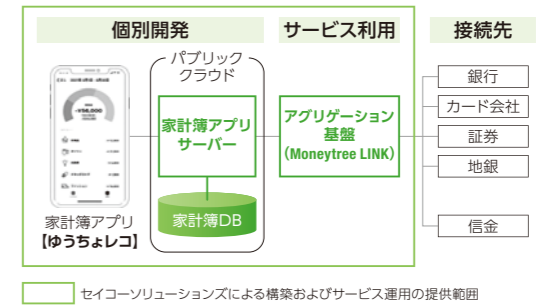 個別開発
サービス利用
接続先
パブリック
クラウド
家計簿アプリ
サーバー
家計簿DB
アグリゲーション
基盤
(Moneytree LINK)
銀行
カード会社
証券
地銀
信金
家計簿アプリ
【ゆうちょレコ】
セイコーソリューションズによる構築およびサービス運用の提供範囲